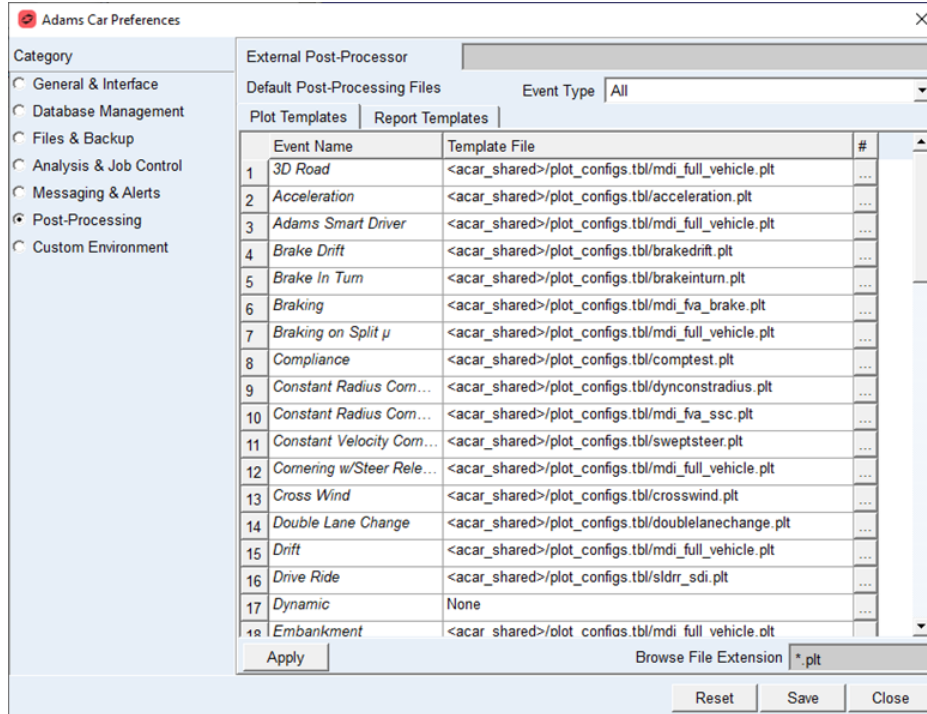 Adams Car Preferences
Category
General & Interface
Database Management
Files & Backup
Analysis & Job Control
Messaging & Alerts
Post-Processing
Custom Environment
External Post-Processor
Default Post-Processing Files Event Type All
Plot Templates Report Templates
Event Name Template File #
1 3D Road <acar_shared>/plot_configs.tbl/mdi_full_vehicle.plt ...
2 Acceleration <acar_shared>/plot_configs.tbl/acceleration.plt ...
3 Adams Smart Driver <acar_shared>/plot_configs.tbl/mdi_full_vehicle.plt ...
4 Brake Drift <acar_shared>/plot_configs.tbl/brakedrift.plt ...
5 Brake In Turn <acar_shared>/plot_configs.tbl/brakeinturn.plt ...
6 Braking <acar_shared>/plot_configs.tbl/mdi_fva_brake.plt ...
7 Braking on Split µ <acar_shared>/plot_configs.tbl/mdi_full_vehicle.plt ...
8 Compliance <acar_shared>/plot_configs.tbl/comptest.plt ...
9 Constant Radius Corn... <acar_shared>/plot_configs.tbl/dynconstradius.plt ...
10 Constant Radius Corn... <acar_shared>/plot_configs.tbl/mdi_fva_ssc.plt ...
11 Constant Velocity Corn... <acar_shared>/plot_configs.tbl/sweptsteer.plt ...
12 Cornering w/Steer Rele... <acar_shared>/plot_configs.tbl/mdi_full_vehicle.plt ...
13 Cross Wind <acar_shared>/plot_configs.tbl/crosswind.plt ...
14 Double Lane Change <acar_shared>/plot_configs.tbl/doublelanechange.plt ...
15 Drift <acar_shared>/plot_configs.tbl/mdi_full_vehicle.plt ...
16 Drive Ride <acar_shared>/plot_configs.tbl/sldrr_sdi.plt ...
17 Dynamic None ...
18 Embankment <acar_shared>/plot_configs.tbl/mdi_full_vehicle.plt
Apply Browse File Extension *.plt
Reset Save Close